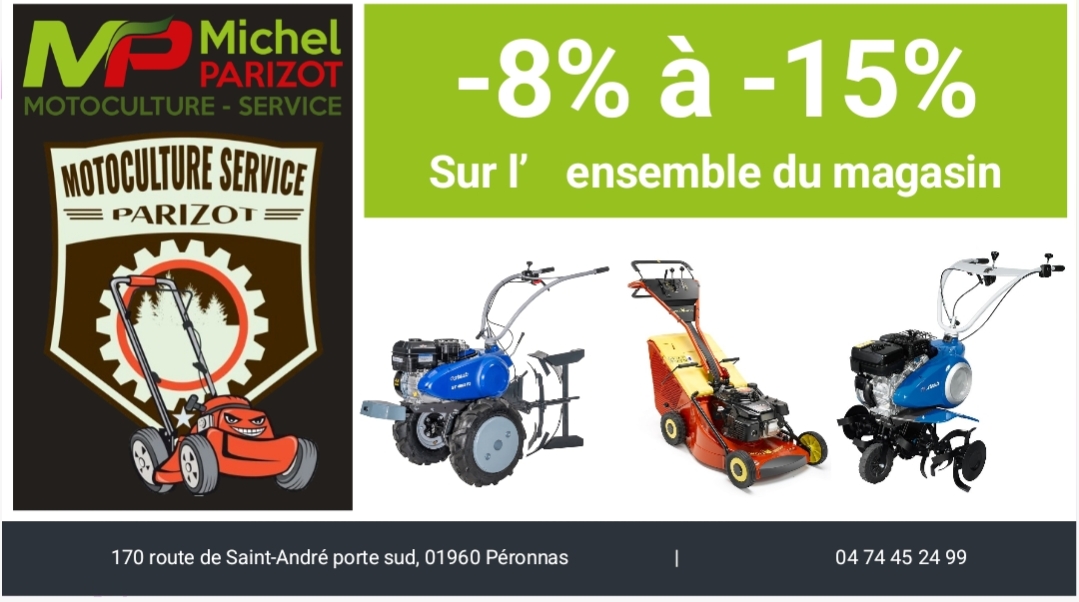 MP Michel
PARIZOT
MOTOCULTURE - SERVICE
MOTOCULTURE SERVICE
PARIZOT
-8% à -15%
Sur l’ ensemble du magasin
170 route de Saint-André porte sud, 01960 Péronnas | 04 74 45 24 99